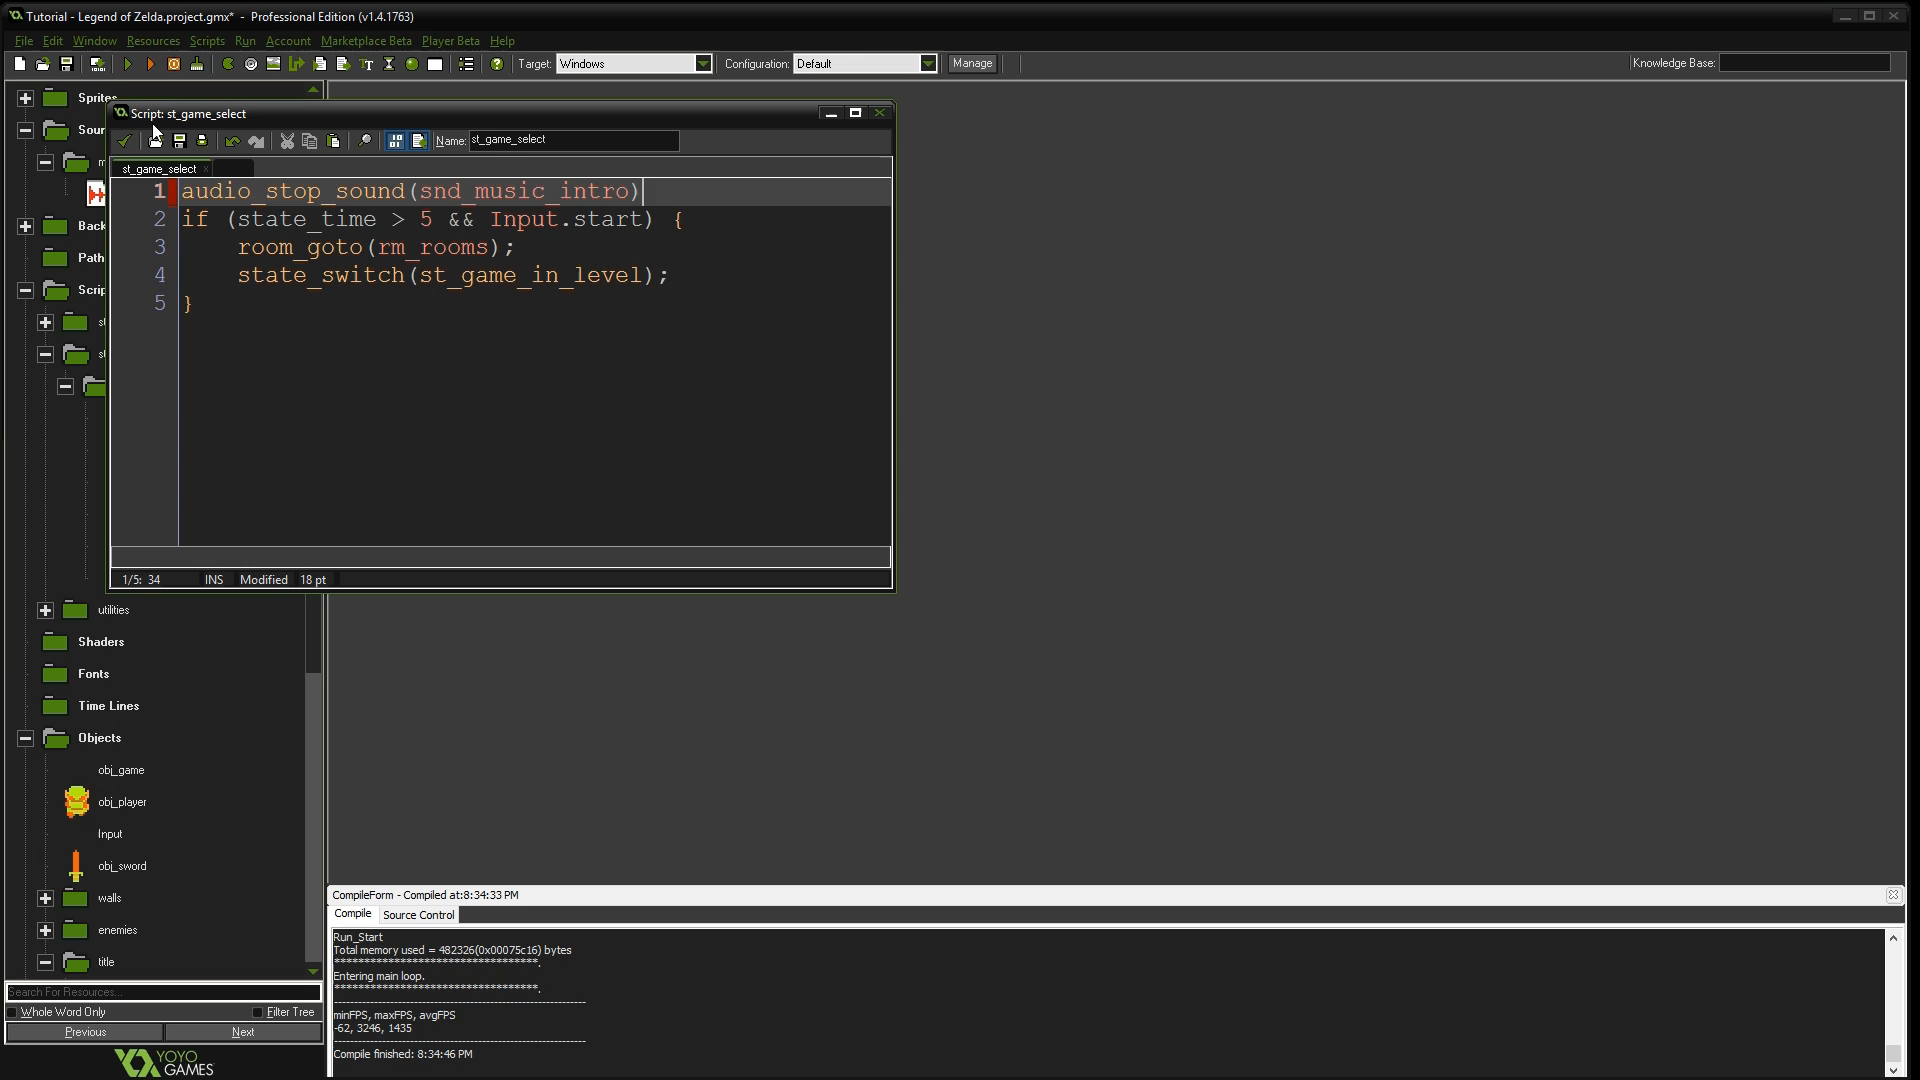 Tutorial - Legend of Zelda.project.gmx* - Professional Edition (v1.4.1763)
File Edit Window Resources Scripts Run Account Marketplace Beta Player Beta Help
Target: Windows Configuration: Default Manage Knowledge Base:
Sprites
Script: st_game_select
Sour
Name: st_game_select
st_game_select
1 audio_stop_sound(snd_music_intro)
2 if (state_time > 5 && Input.start) {
3 room_goto(rm_rooms);
4 state_switch(st_game_in_level);
5 }
Back
Path
Scrip
1/5: 34 INS Modified 18 pt
utilities
Shaders
Fonts
Time Lines
Objects
obj_game
obj_player
Input
obj_sword
walls
enemies
title
Search For Resources...
Whole Word Only Filter Tree
Previous Next
YOYO
GAMES
CompileForm - Compiled at:8:34:33 PM
Compile Source Control
Run_Start
Total memory used = 482326(0x00075c16) bytes
**********************************.
Entering main loop.
**********************************.
minFPS, maxFPS, avgFPS
-62, 3246, 1435
Compile finished: 8:34:46 PM